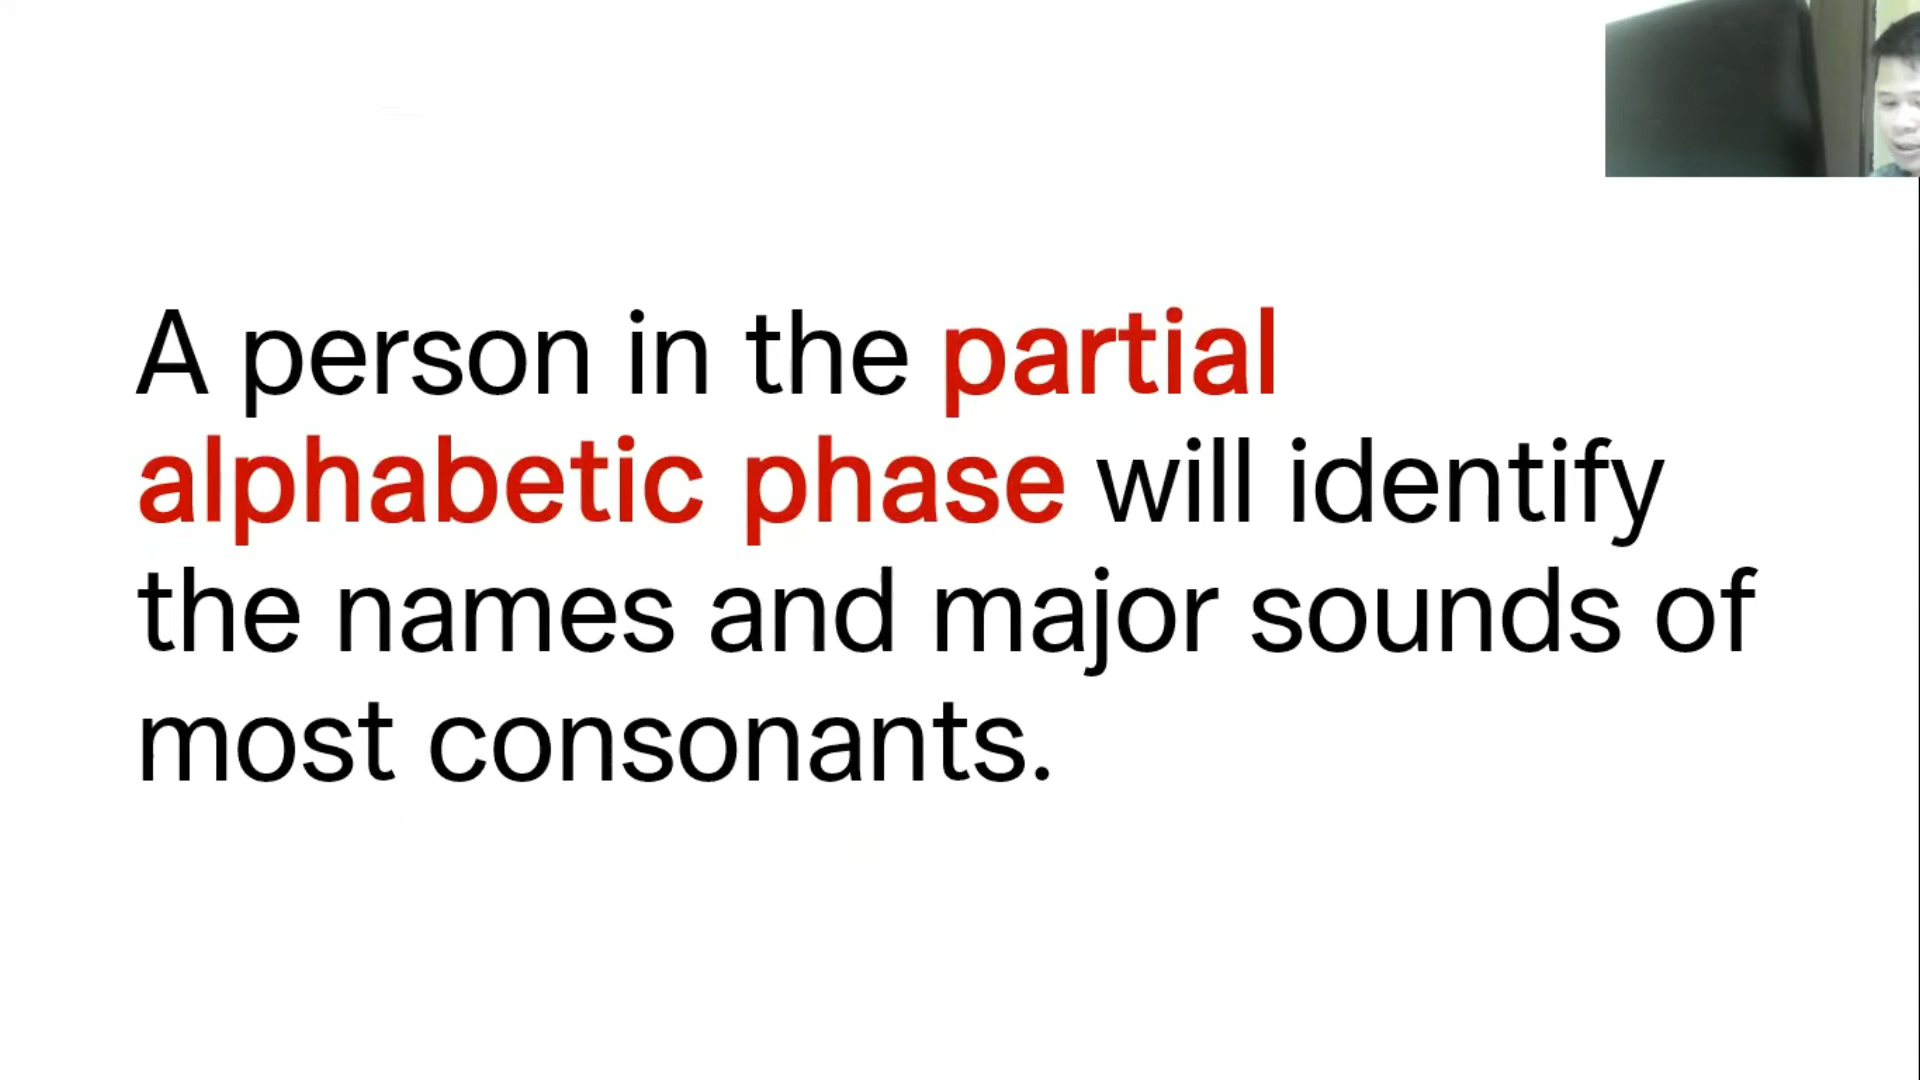 A person in the partial
alphabetic phase will identify
the names and major sounds of
most consonants.